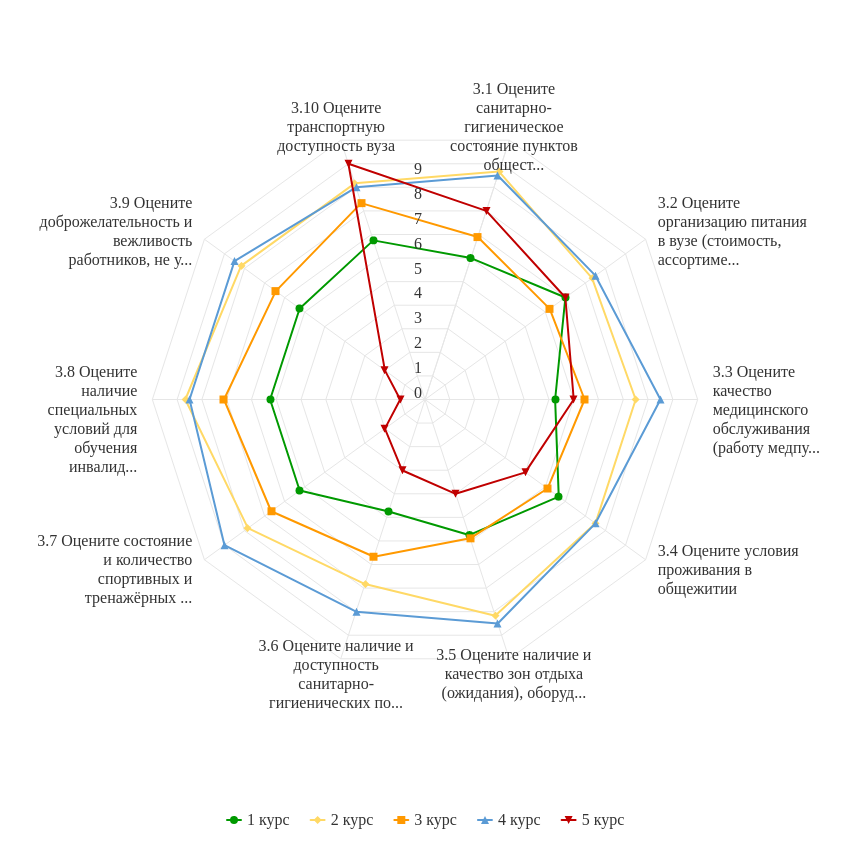 3.1 Оцените
санитарно-
гигиеническое
состояние пунктов
общест...
3.2 Оцените
организацию питания
в вузе (стоимость,
ассортиме...
3.3 Оцените
качество
медицинского
обслуживания
(работу медпу...
3.4 Оцените условия
проживания в
общежитии
3.5 Оцените наличие и
качество зон отдыха
(ожидания), оборуд...
3.6 Оцените наличие и
доступность
санитарно-
гигиенических по...
3.7 Оцените состояние
и количество
спортивных и
тренажёрных ...
3.8 Оцените
наличие
специальных
условий для
обучения
инвалид...
3.9 Оцените
доброжелательность и
вежливость
работников, не у...
3.10 Оцените
транспортную
доступность вуза
9
8
7
6
5
4
3
2
1
0
1 курс
2 курс
3 курс
4 курс
5 курс